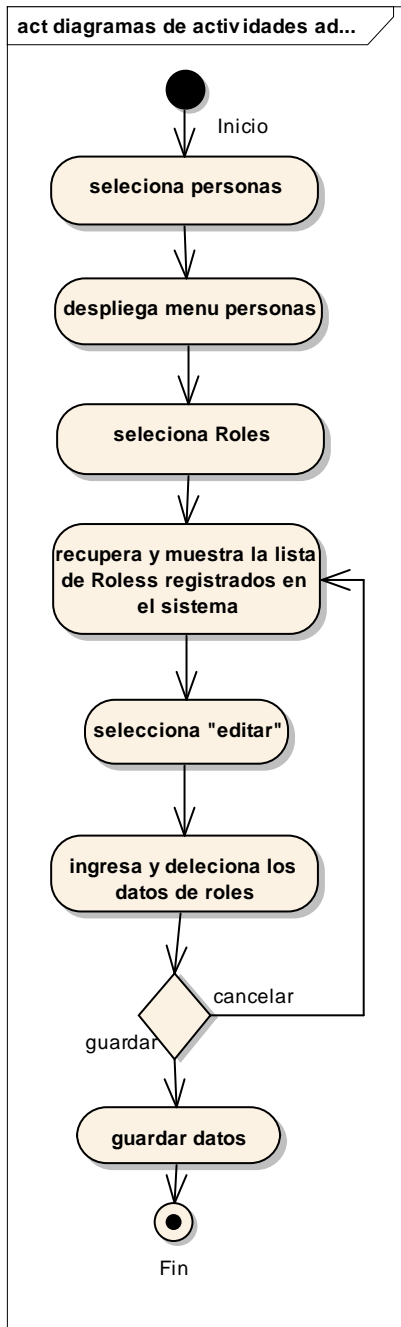 act diagramas de actividades ad...
Inicio
seleciona personas
despliega menu personas
seleciona Roles
recupera y muestra la lista
de Roless registrados en
el sistema
selecciona "editar"
ingresa y deleciona los
datos de roles
cancelar
guardar
guardar datos
Fin